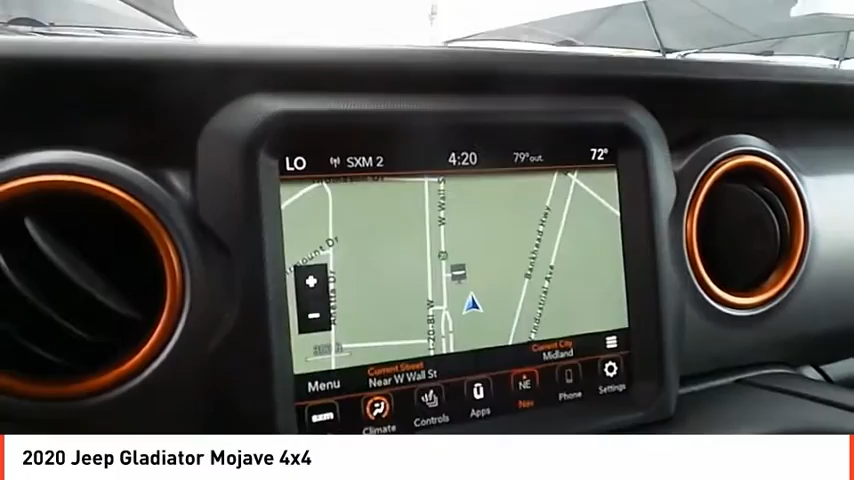 LO SXM 2 4:20 79° out. 72°
W Wall S
Bankhead Hwy
Industrial Ave
I-20-BL W
Current Street
Near W Wall St
Current City
Midland
Menu
sxm Climate Controls Apps NE Nav Phone Settings
2020 Jeep Gladiator Mojave 4x4